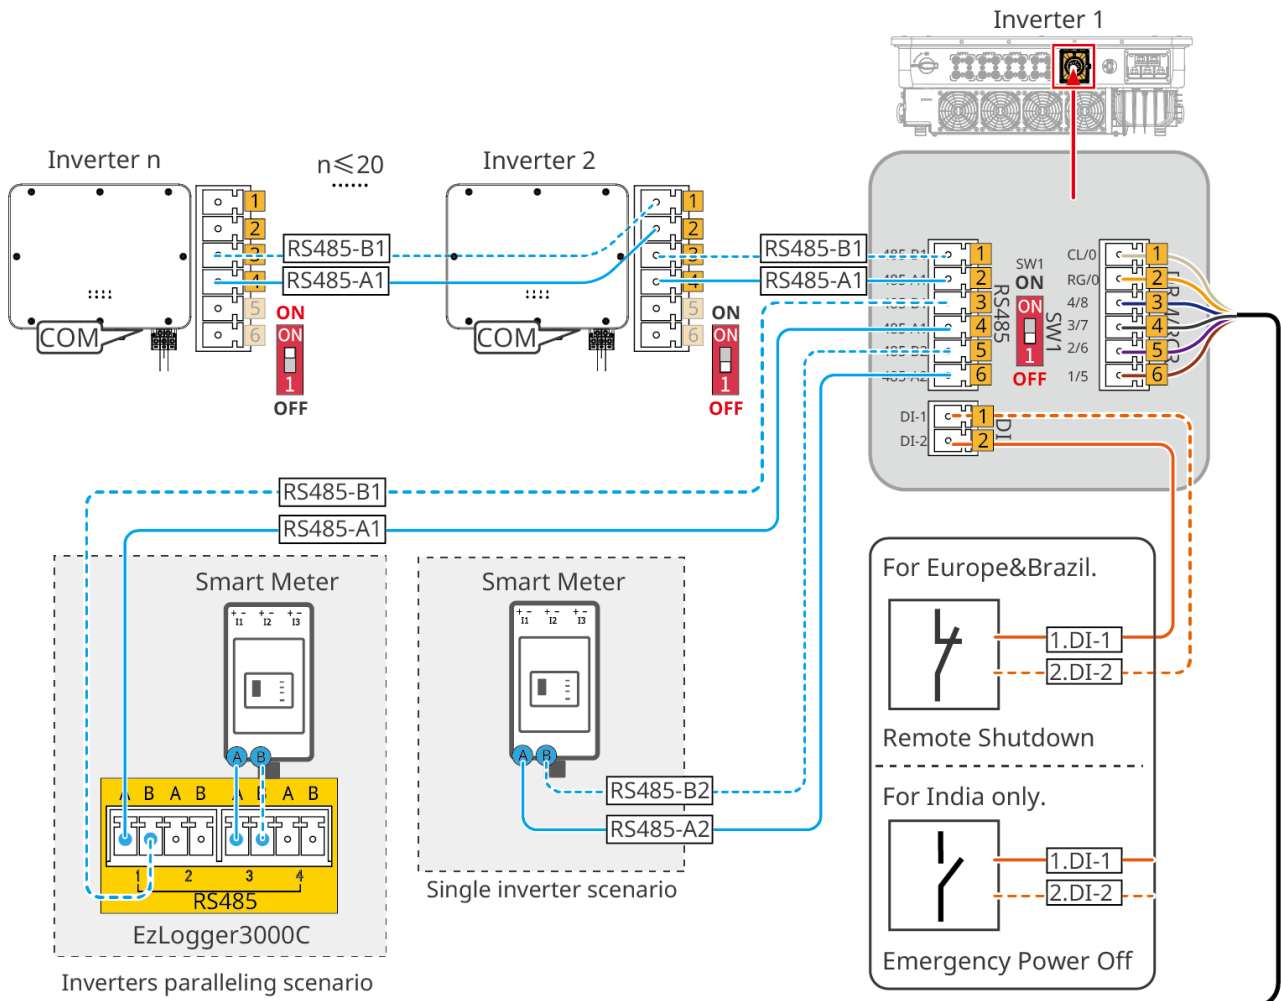 Inverter 1
Inverter n
n≤20
......
Inverter 2
1
2
3
4
5
6
RS485-B1
RS485-A1
COM
ON
ON
1
OFF
1
2
3
4
5
6
RS485-B1
RS485-A1
COM
ON
ON
1
OFF
485-B1
485-A1
485-B1
485-A1
485-B2
485-A2
1
2
3
4
5
6
RS485
SW1
ON
ON
1
OFF
SW1
CL/0
RG/0
4/8
3/7
2/6
1/5
1
2
3
4
5
6
DI-1
DI-2
1
2
DI
RS485-B1
RS485-A1
Smart Meter
+ - + - + -
I1 I2 I3
A B
A B A B A B A B
1 2 3 4
RS485
EzLogger3000C
Inverters paralleling scenario
Smart Meter
+ - + - + -
I1 I2 I3
A B
RS485-B2
RS485-A2
Single inverter scenario
For Europe&Brazil.
1.DI-1
2.DI-2
Remote Shutdown
For India only.
1.DI-1
2.DI-2
Emergency Power Off